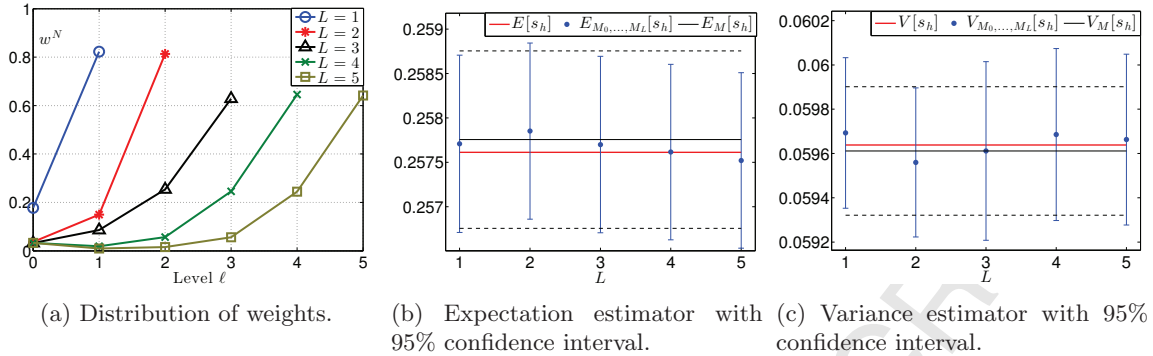 1
0.8
0.6
0.4
0.2
0
w^N
L = 1
L = 2
L = 3
L = 4
L = 5
0 1 2 3 4 5
Level ℓ
(a) Distribution of weights.
E[s_h] E_{M_0,...,M_L}[s_h] E_M[s_h]
0.259
0.2585
0.258
0.2575
0.257
1 2 3 4 5
L
(b) Expectation estimator with
95% confidence interval.
V[s_h] V_{M_0,...,M_L}[s_h] V_M[s_h]
0.0602
0.06
0.0598
0.0596
0.0594
0.0592
1 2 3 4 5
L
(c) Variance estimator with 95%
confidence interval.